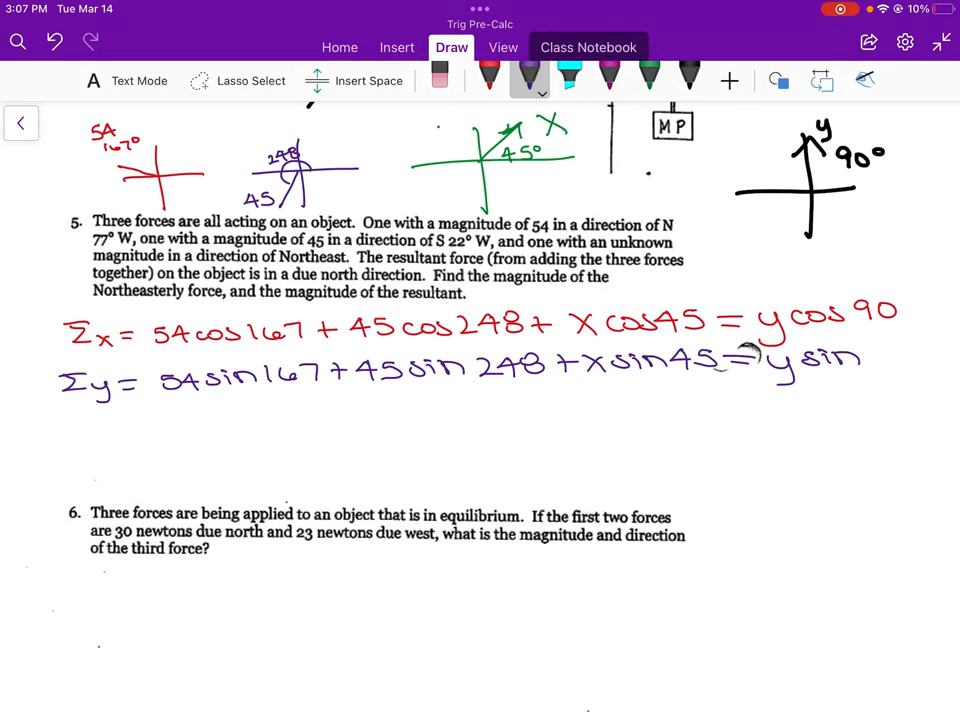 3:07 PM Tue Mar 14
10%
Trig Pre-Calc
Home Insert Draw View Class Notebook
Text Mode Lasso Select Insert Space
54
167°
248
45
X
45°
MP
y
90°
5. Three forces are all acting on an object. One with a magnitude of 54 in a direction of N
77° W, one with a magnitude of 45 in a direction of S 22° W, and one with an unknown
magnitude in a direction of Northeast. The resultant force (from adding the three forces
together) on the object is in a due north direction. Find the magnitude of the
Northeasterly force, and the magnitude of the resultant.
Σx = 54cos167 + 45cos248 + xcos45 = ycos90
Σy = 54sin167 + 45sin248 + xsin45 = ysin
6. Three forces are being applied to an object that is in equilibrium. If the first two forces
are 30 newtons due north and 23 newtons due west, what is the magnitude and direction
of the third force?